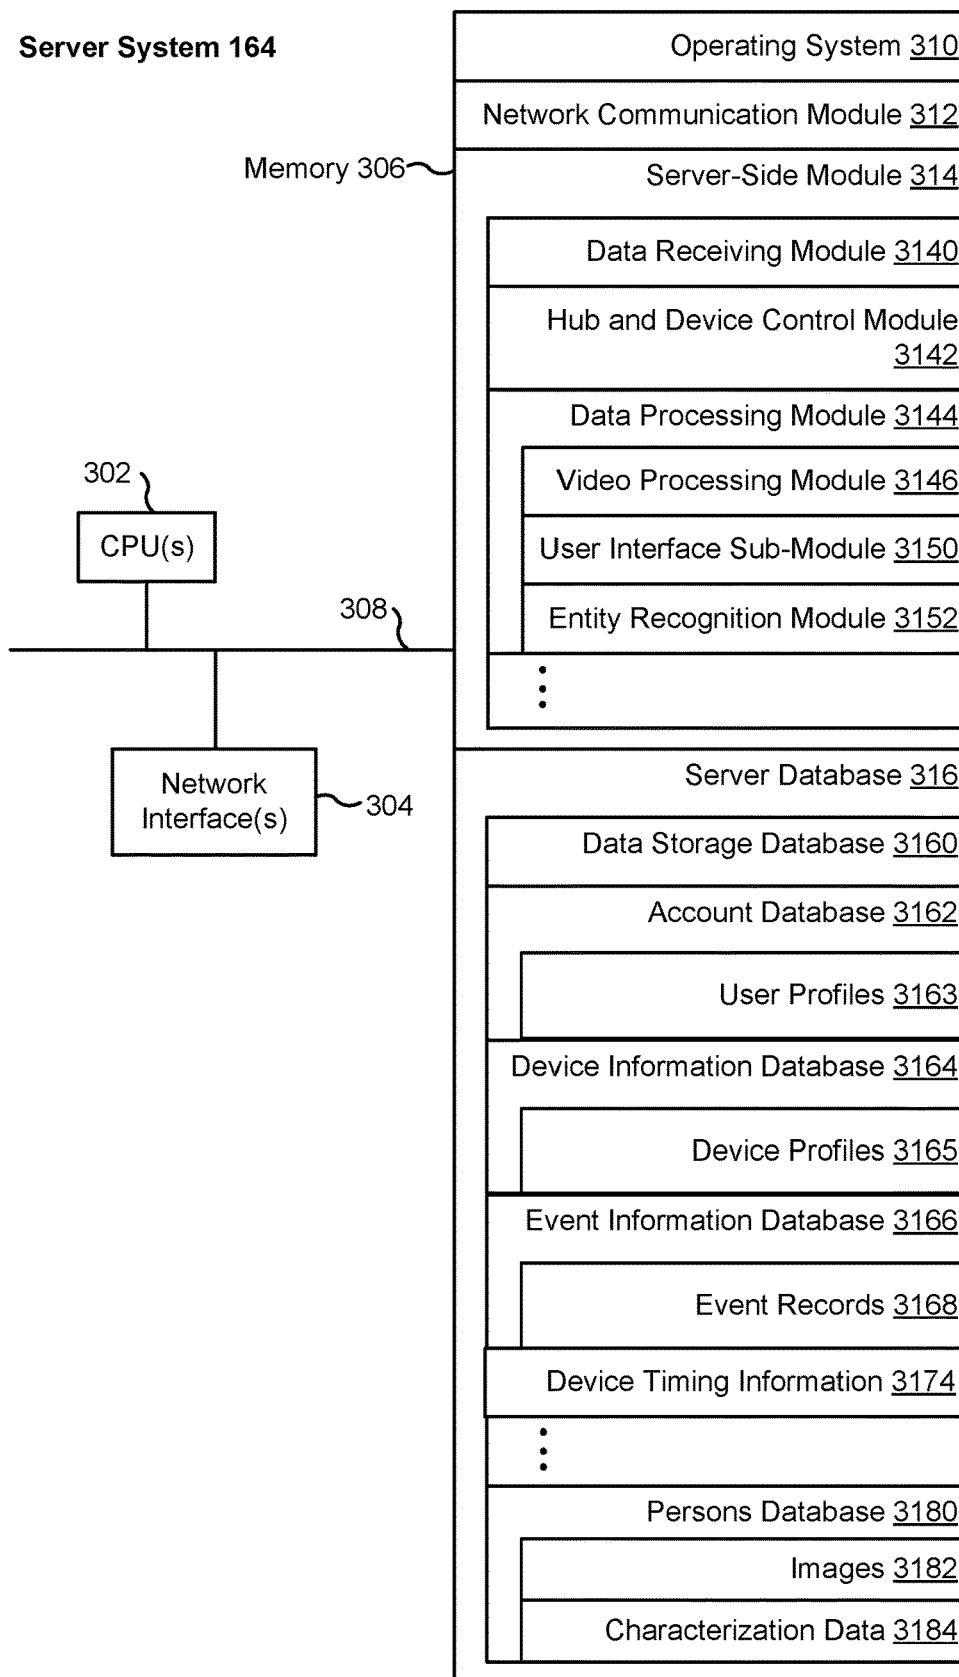 Server System 164
Operating System 310
Network Communication Module 312
Memory 306
Server-Side Module 314
Data Receiving Module 3140
Hub and Device Control Module
3142
Data Processing Module 3144
Video Processing Module 3146
User Interface Sub-Module 3150
Entity Recognition Module 3152
302
CPU(s)
308
Network
Interface(s)
304
Server Database 316
Data Storage Database 3160
Account Database 3162
User Profiles 3163
Device Information Database 3164
Device Profiles 3165
Event Information Database 3166
Event Records 3168
Device Timing Information 3174
Persons Database 3180
Images 3182
Characterization Data 3184